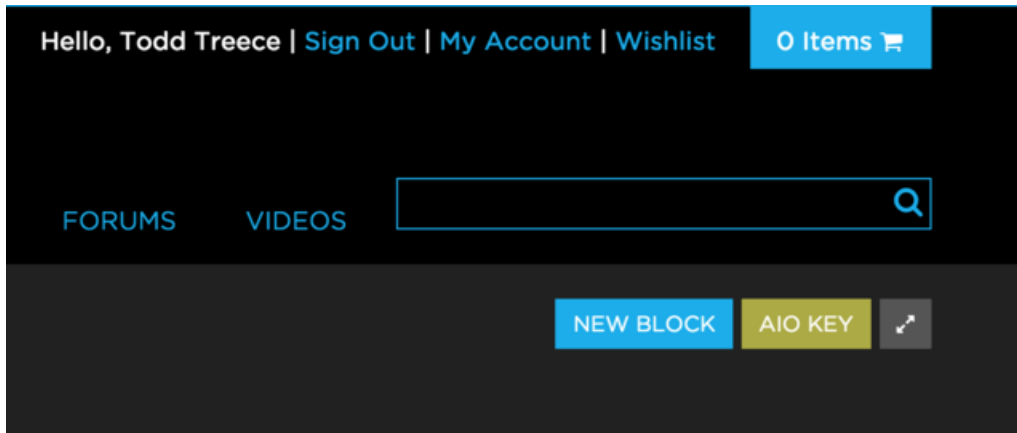 Hello, Todd Treece | Sign Out | My Account | Wishlist 0 Items
FORUMS VIDEOS
NEW BLOCK AIO KEY